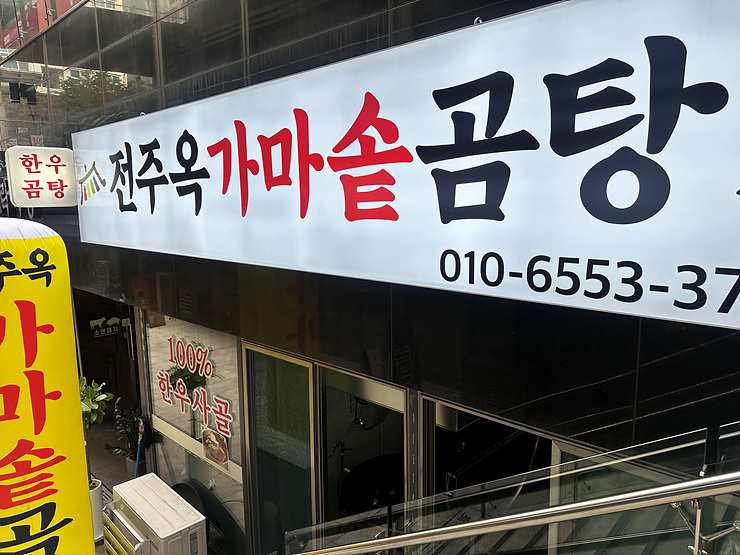 한우
곰탕
전주옥가마솥곰탕
010-6553-37
주옥
가
마
솥
곰
100%
한우사골